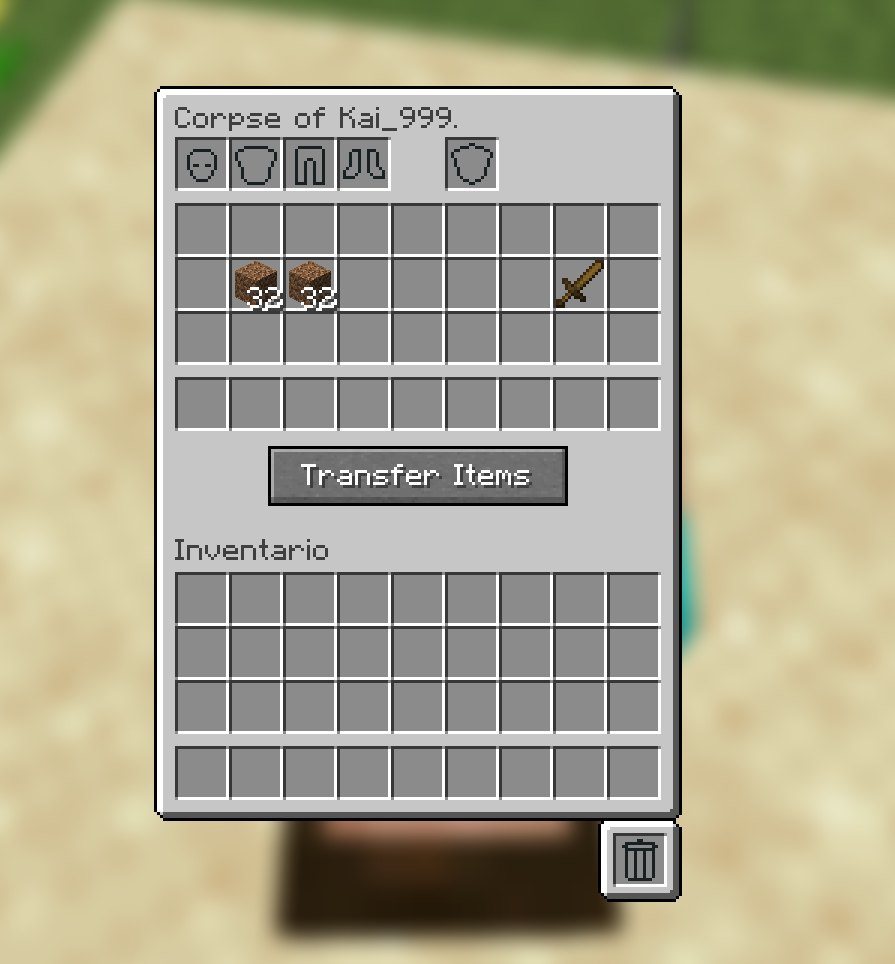 Corpse of Kai_999.
32 32
Transfer Items
Inventario